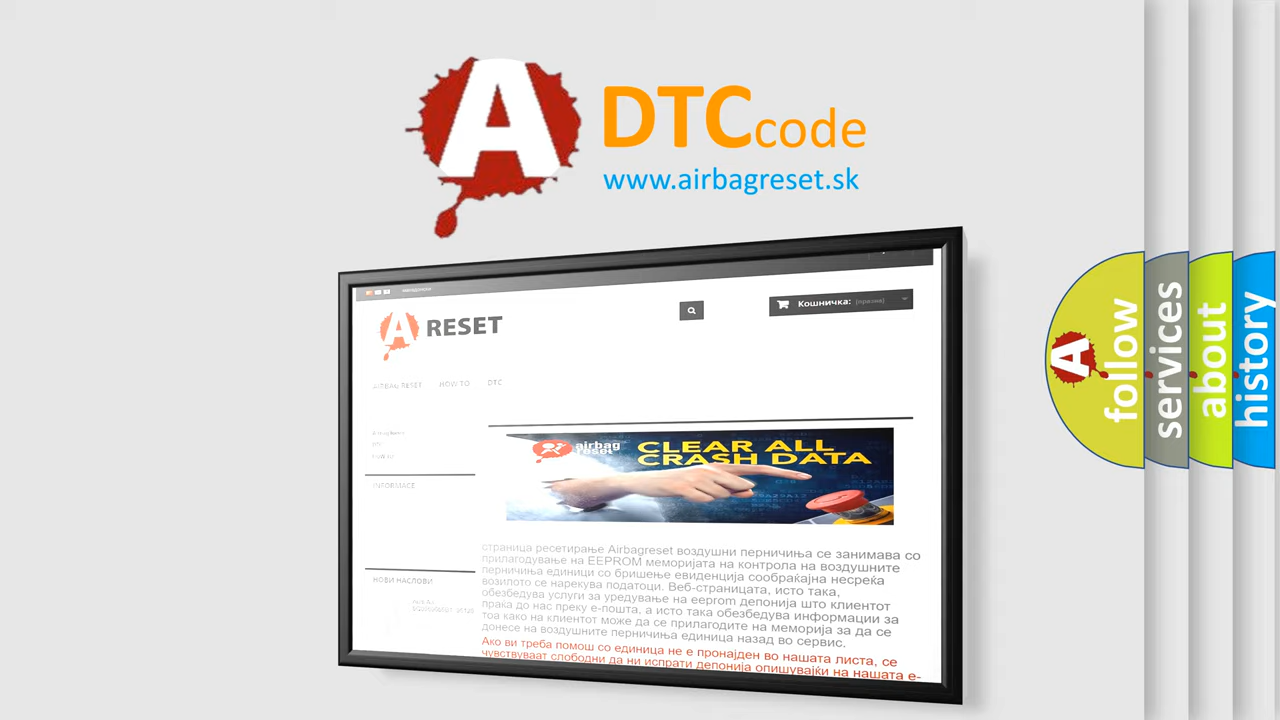 A
DTCcode
www.airbagreset.sk
Кошничка: (празна)
A RESET
AIRBAG RESET HOW TO DTC
airbag
reset
CLEAR ALL
CRASH DATA
INFORMACE
страница ресетирање Airbagreset воздушни перничиња се занимава со
прилагодување на EEPROM меморијата на контрола на воздушните
перничиња единици со бришење евиденција сообраќајна несреќа
возилото се нарекува податоци. Веб-страницата, исто така,
обезбедува услуги за уредување на eeprom депонија што клиентот
праќа до нас преку е-пошта, а исто така обезбедува информации за
тоа како на клиентот може да се прилагодите на меморија за да се
донесе на воздушните перничиња единица назад во сервис.
Ако ви треба помош со единица не е пронајден во нашата листа, се
чувствуваат слободни да ни испрати депонија опишувајќи на нашата е-
НОВИ НАСЛОВИ
A
follow
services
about
history